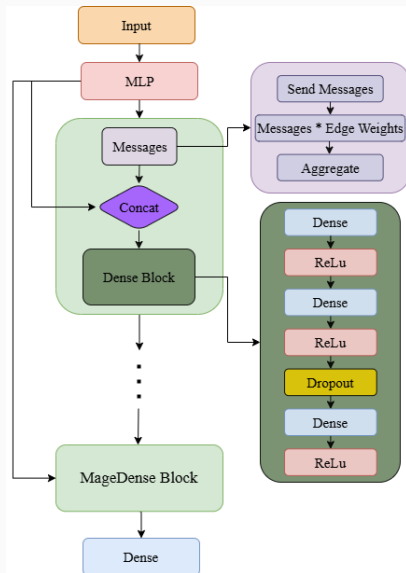 Input
MLP
Messages
Concat
Dense Block
MageDense Block
Dense
Send Messages
Messages * Edge Weights
Aggregate
Dense
ReLu
Dense
ReLu
Dropout
Dense
ReLu